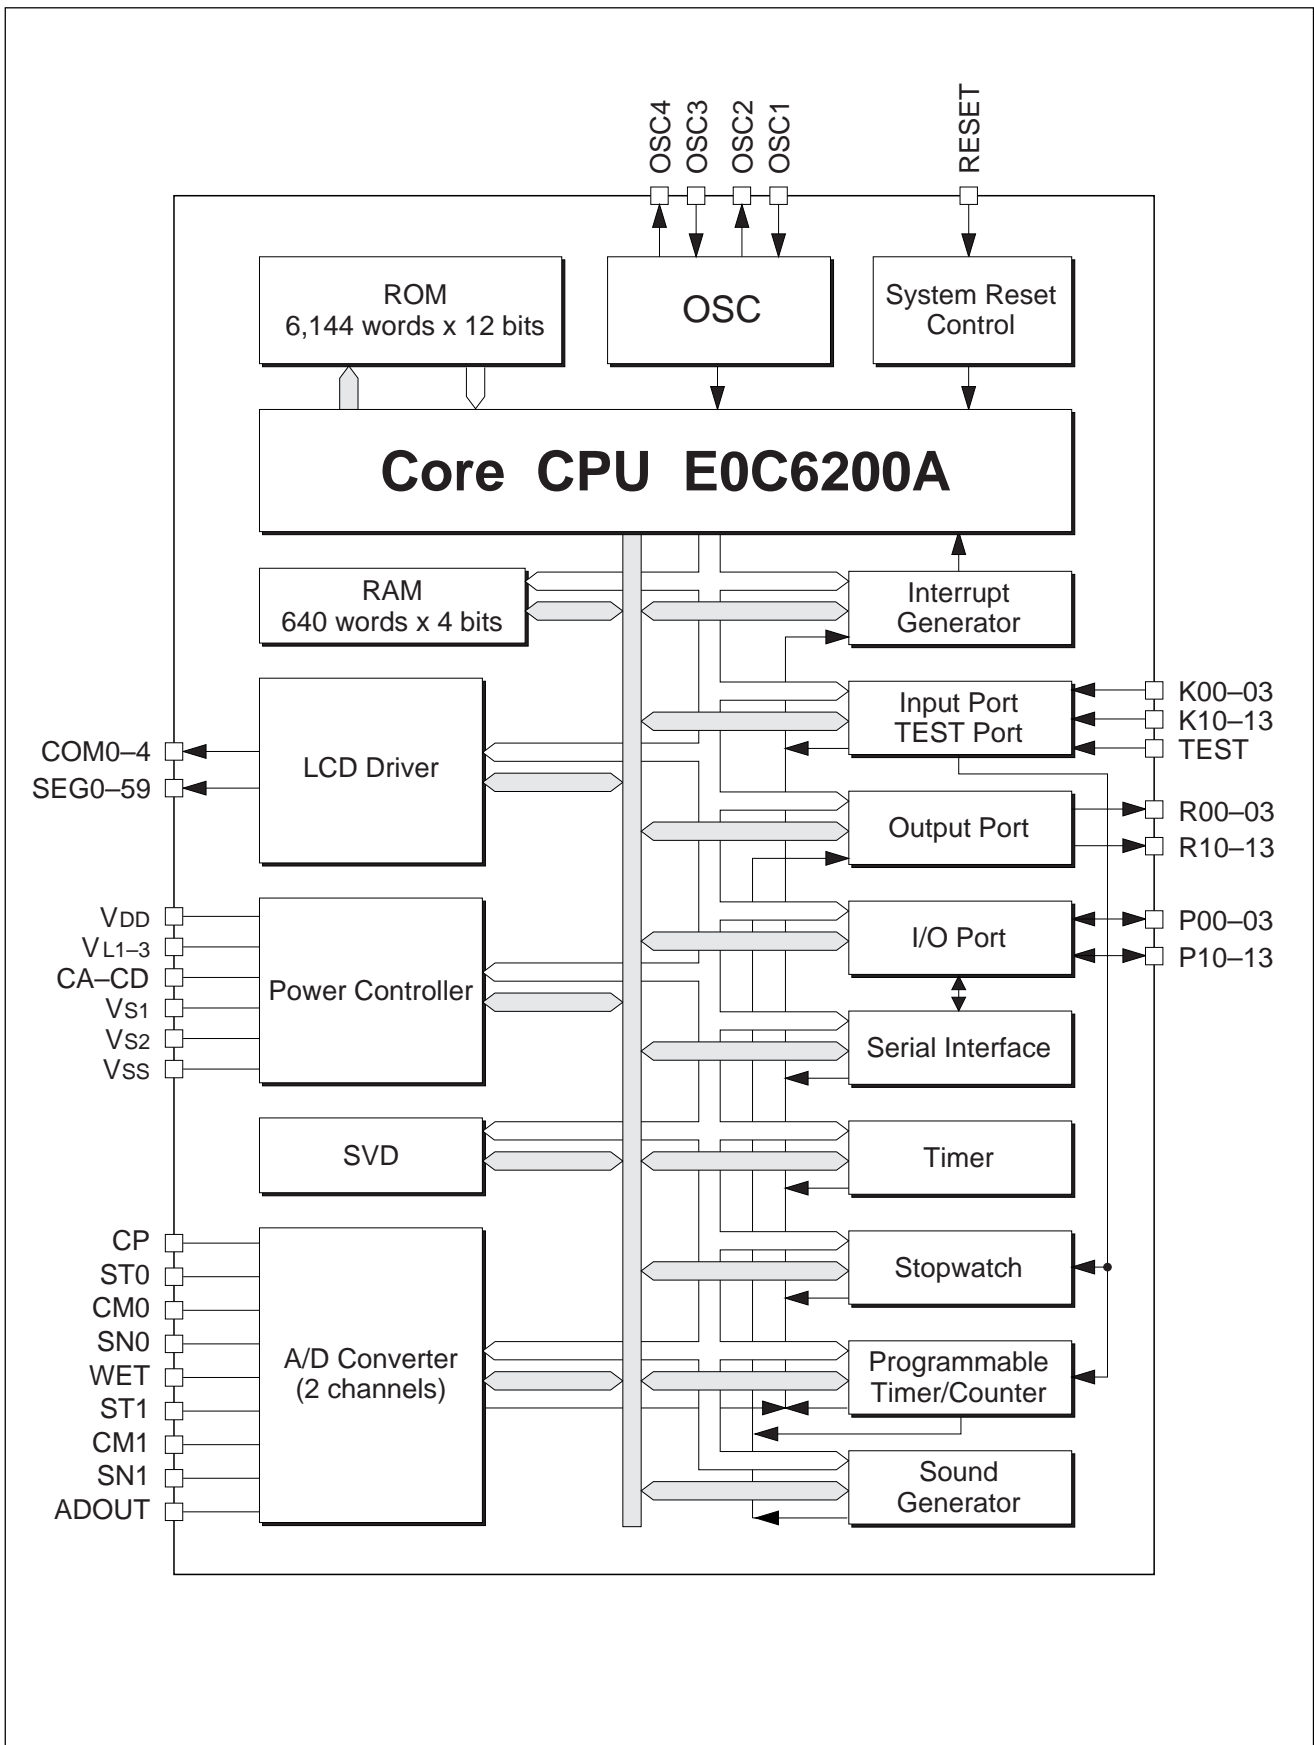 OSC4
OSC3
OSC2
OSC1
RESET
ROM
6,144 words x 12 bits
OSC
System Reset
Control
Core CPU E0C6200A
RAM
640 words x 4 bits
Interrupt
Generator
COM0–4
SEG0–59
LCD Driver
Input Port
TEST Port
K00–03
K10–13
TEST
Output Port
R00–03
R10–13
VDD
VL1–3
CA–CD
VS1
VS2
VSS
Power Controller
I/O Port
P00–03
P10–13
Serial Interface
SVD
Timer
CP
ST0
CM0
SN0
WET
ST1
CM1
SN1
ADOUT
A/D Converter
(2 channels)
Stopwatch
Programmable
Timer/Counter
Sound
Generator